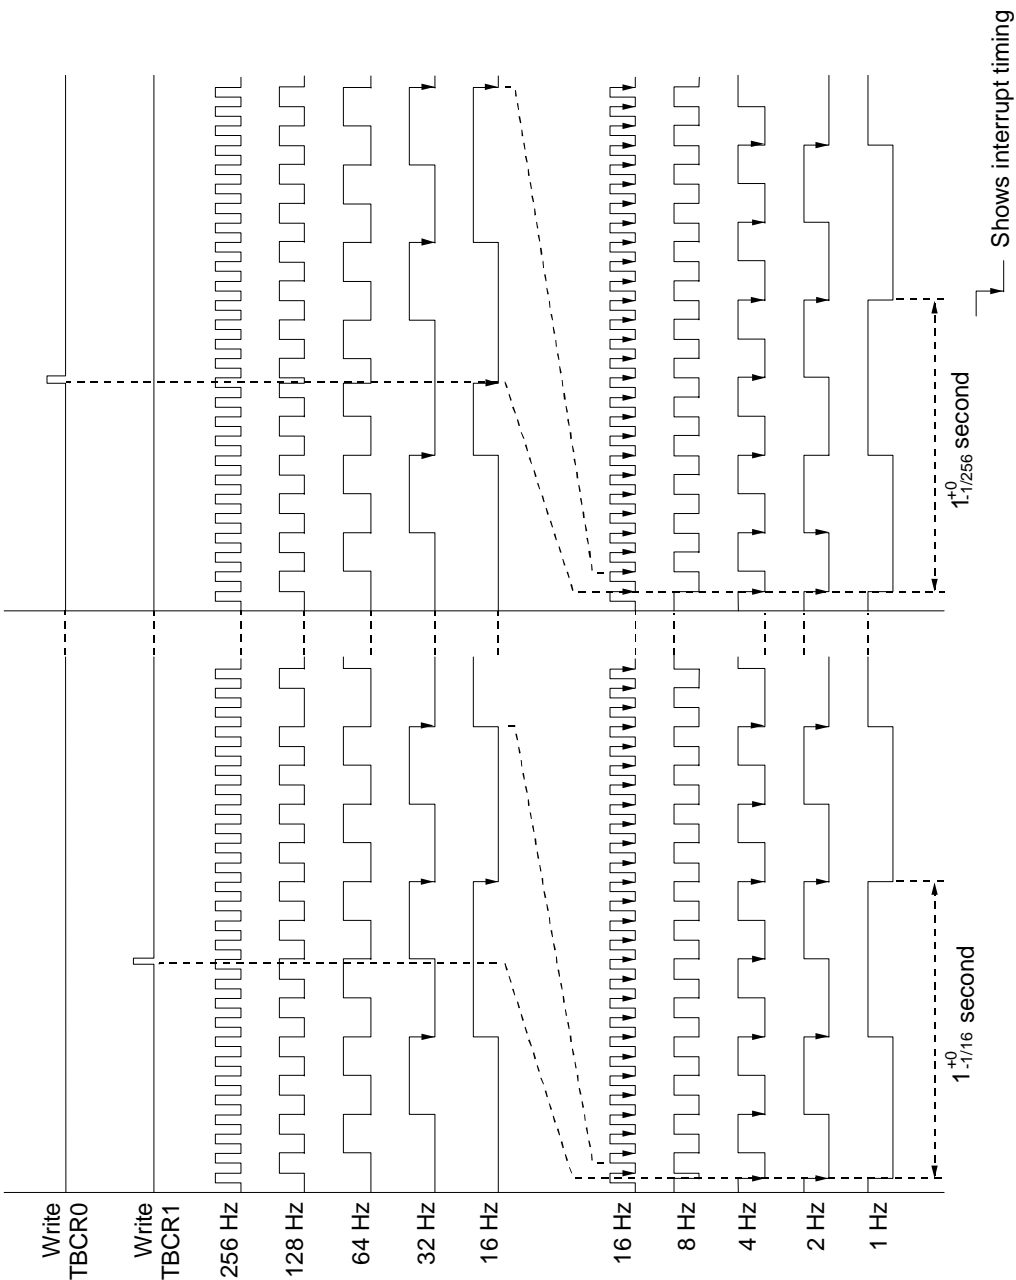 Write
TBCR0
Write
TBCR1
256 Hz
128 Hz
64 Hz
32 Hz
16 Hz
16 Hz
8 Hz
4 Hz
2 Hz
1 Hz
1 +0 -1/16 second
1 +0 -1/256 second
Shows interrupt timing